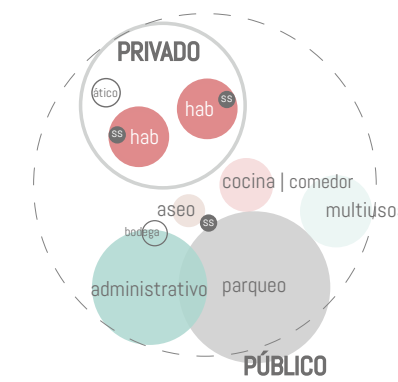 PRIVADO
ático
ss
hab
ss
hab
cocina | comedor
aseo
multiuso
ss
bodega
administrativo
parqueo
PÚBLICO